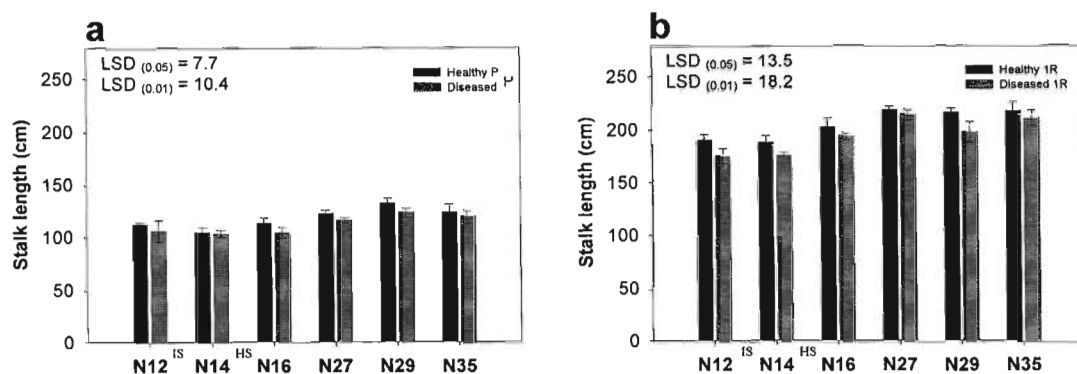 a
LSD (0.05) = 7.7
LSD (0.01) = 10.4
Healthy P
Diseased P
Stalk length (cm)
250
200
150
100
50
0
N12 IS N14 HS N16 N27 N29 N35
b
LSD (0.05) = 13.5
LSD (0.01) = 18.2
Healthy 1R
Diseased 1R
Stalk length (cm)
250
200
150
100
50
0
N12 IS N14 HS N16 N27 N29 N35